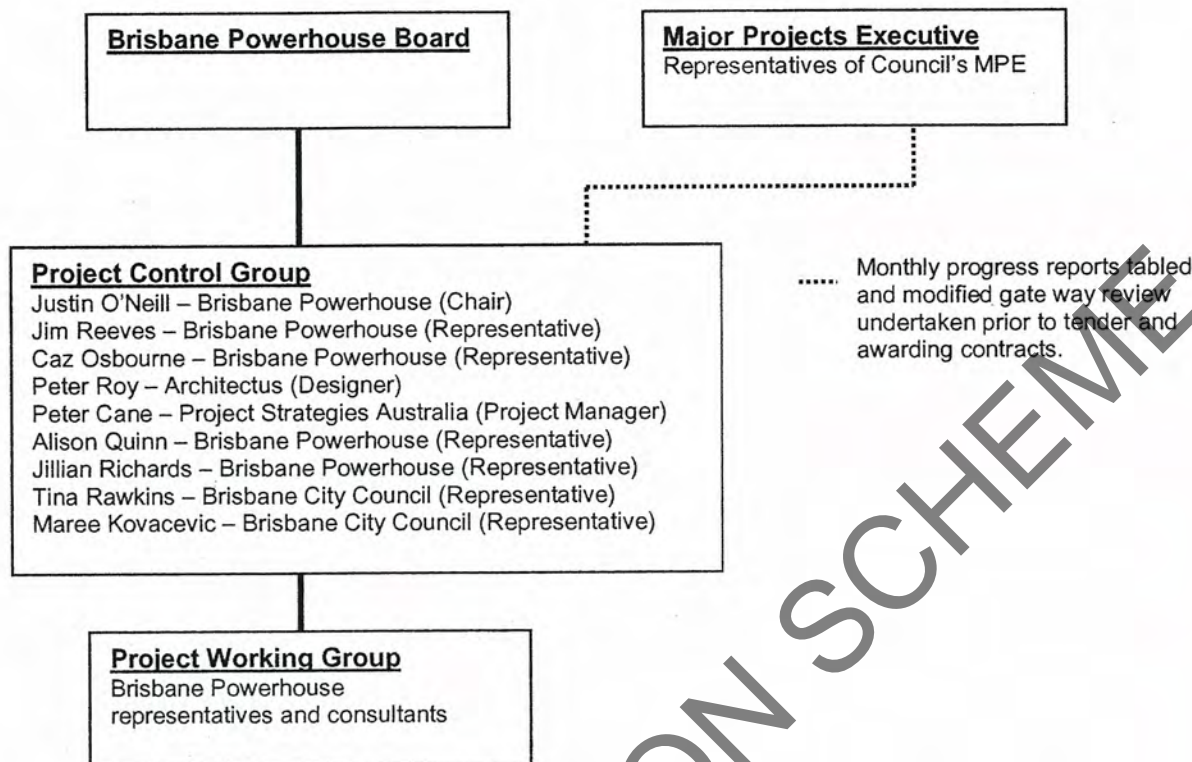 Brisbane Powerhouse Board
Major Projects Executive
Representatives of Council's MPE
Project Control Group
Justin O'Neill – Brisbane Powerhouse (Chair)
Jim Reeves – Brisbane Powerhouse (Representative)
Caz Osbourne – Brisbane Powerhouse (Representative)
Peter Roy – Architectus (Designer)
Peter Cane – Project Strategies Australia (Project Manager)
Alison Quinn – Brisbane Powerhouse (Representative)
Jillian Richards – Brisbane Powerhouse (Representative)
Tina Rawkins – Brisbane City Council (Representative)
Maree Kovacevic – Brisbane City Council (Representative)
Monthly progress reports tabled
and modified gate way review
undertaken prior to tender and
awarding contracts.
Project Working Group
Brisbane Powerhouse
representatives and consultants
ON SCHEME